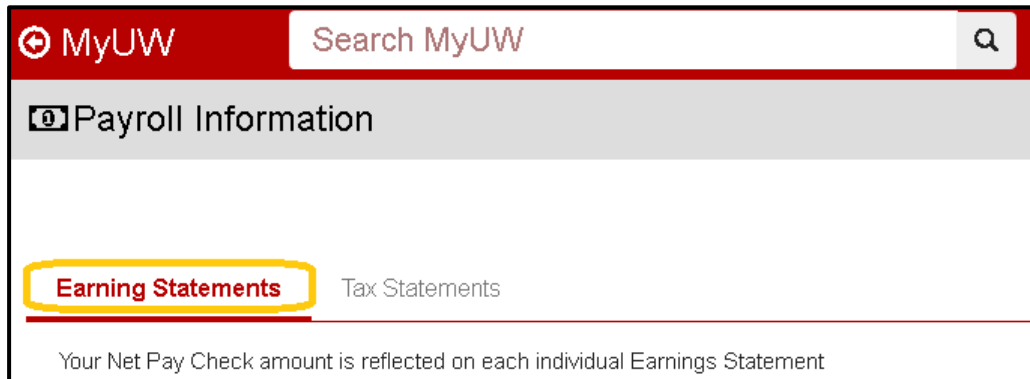 MyUW
Search MyUW
Payroll Information
Earning Statements
Tax Statements
Your Net Pay Check amount is reflected on each individual Earnings Statement